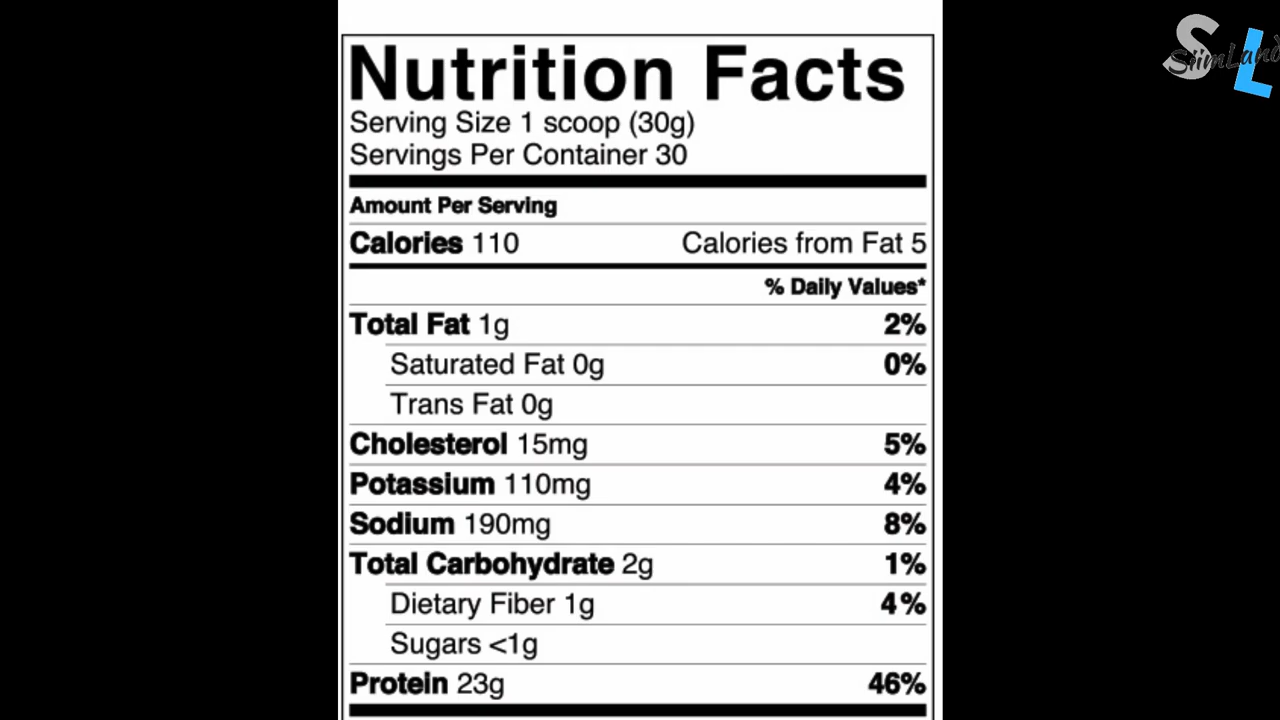 S L
SiimLand
Nutrition Facts
Serving Size 1 scoop (30g)
Servings Per Container 30
Amount Per Serving
Calories 110 Calories from Fat 5
% Daily Values*
Total Fat 1g 2%
Saturated Fat 0g 0%
Trans Fat 0g
Cholesterol 15mg 5%
Potassium 110mg 4%
Sodium 190mg 8%
Total Carbohydrate 2g 1%
Dietary Fiber 1g 4%
Sugars <1g
Protein 23g 46%